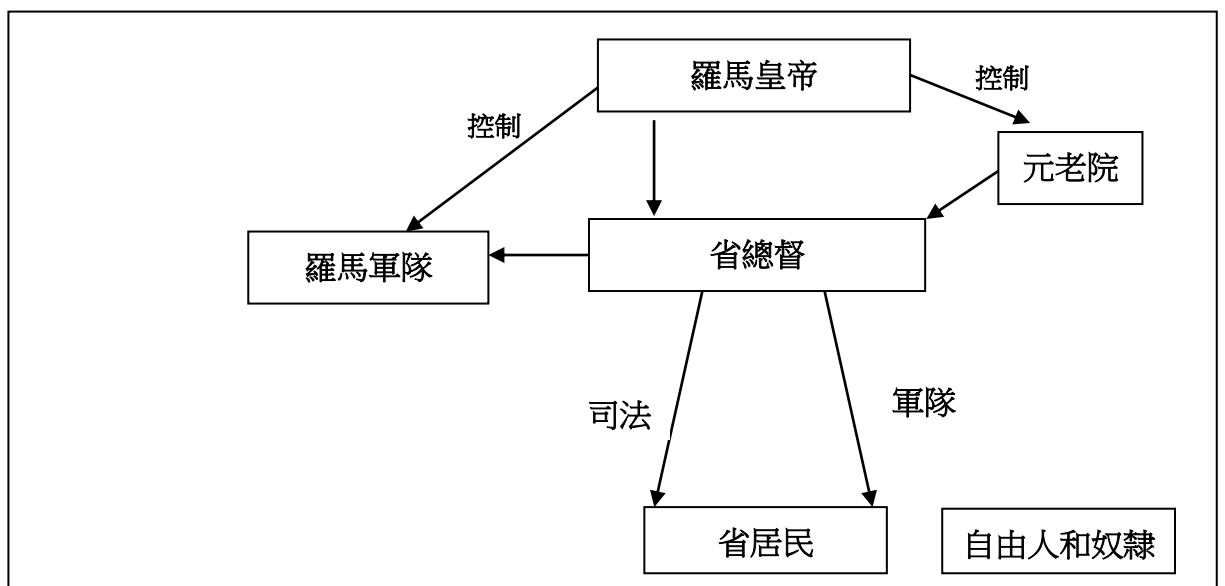 羅馬皇帝
控制
控制
元老院
羅馬軍隊
省總督
司法
軍隊
省居民
自由人和奴隸